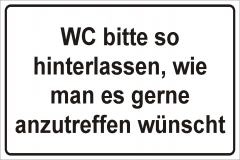 WC bitte so
hinterlassen, wie
man es gerne
anzutreffen wünscht